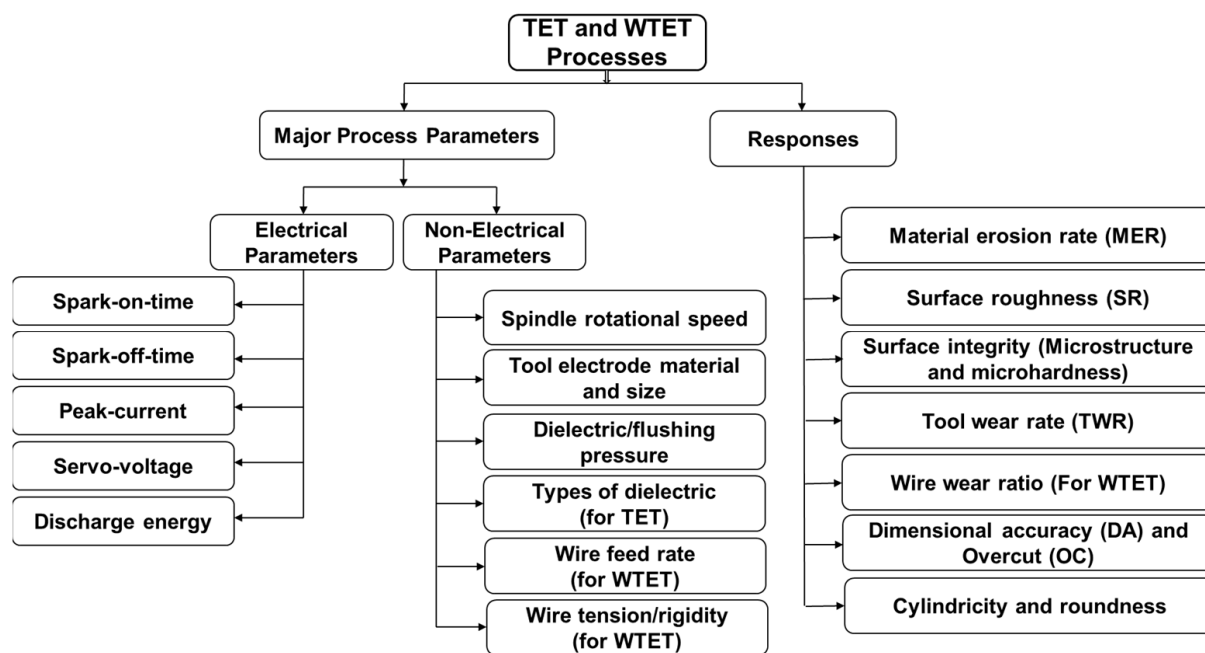 TET and WTET
Processes
Major Process Parameters
Responses
Electrical
Parameters
Non-Electrical
Parameters
Spark-on-time
Spark-off-time
Peak-current
Servo-voltage
Discharge energy
Spindle rotational speed
Tool electrode material
and size
Dielectric/flushing
pressure
Types of dielectric
(for TET)
Wire feed rate
(for WTET)
Wire tension/rigidity
(for WTET)
Material erosion rate (MER)
Surface roughness (SR)
Surface integrity (Microstructure
and microhardness)
Tool wear rate (TWR)
Wire wear ratio (For WTET)
Dimensional accuracy (DA) and
Overcut (OC)
Cylindricity and roundness